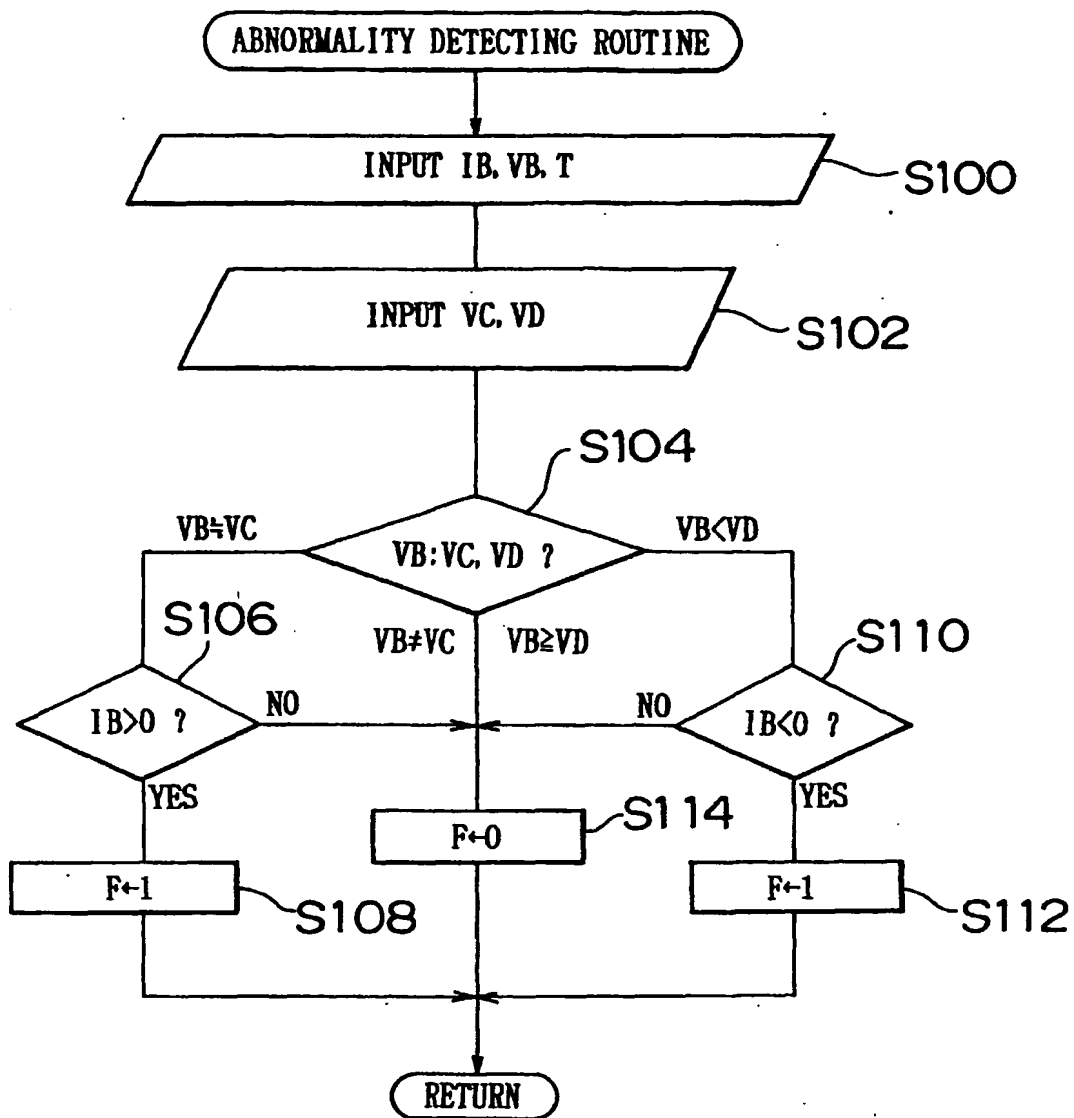 ABNORMALITY DETECTING ROUTINE
INPUT IB, VB, T
S100
INPUT VC, VD
S102
S104
VB≒VC
VB:VC, VD ?
VB<VD
S106
VB≠VC
VB≧VD
S110
IB>0 ?
NO
NO
IB<0 ?
YES
YES
F←0
S114
F←1
S108
F←1
S112
RETURN